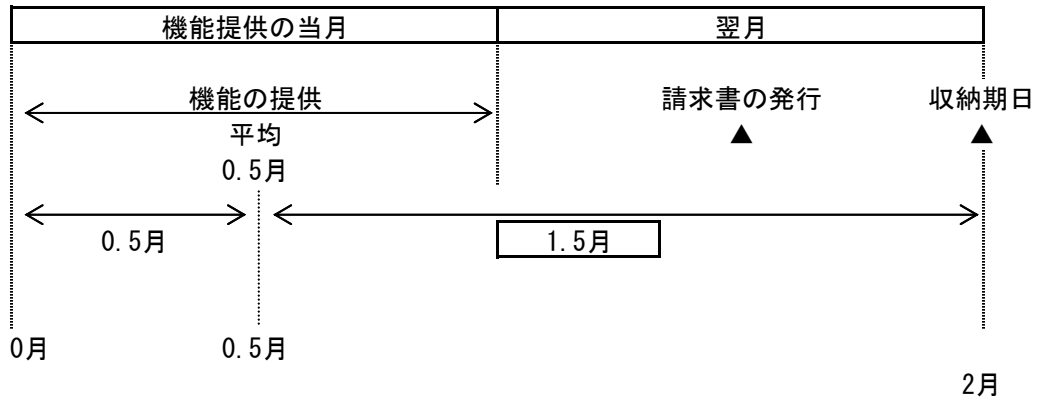 機能提供の当月 翌月
機能の提供 請求書の発行 収納期日
平均 ▲ ▲
0.5月
0.5月 1.5月
0月 0.5月
2月